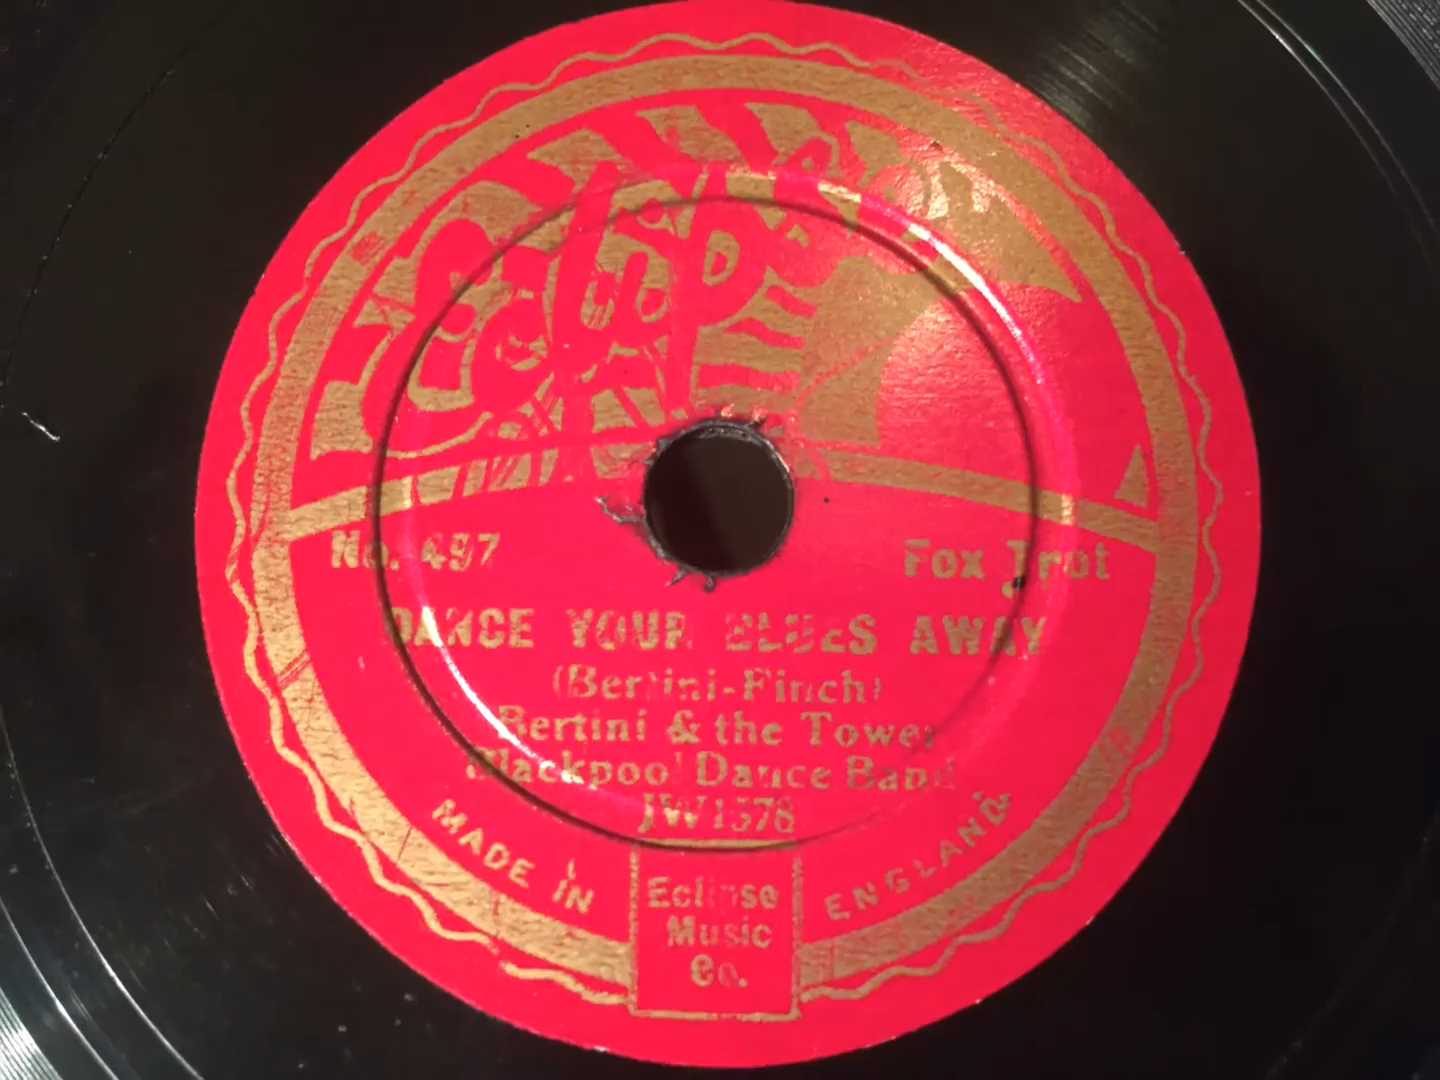 Eclipse
No. 497
Fox Trot
DANCE YOUR BLUES AWAY
(Bertini-Finch)
Bertini & the Tower
Blackpool Dance Band
JW1378
MADE IN
ENGLAND
Eclipse
Music
Co.